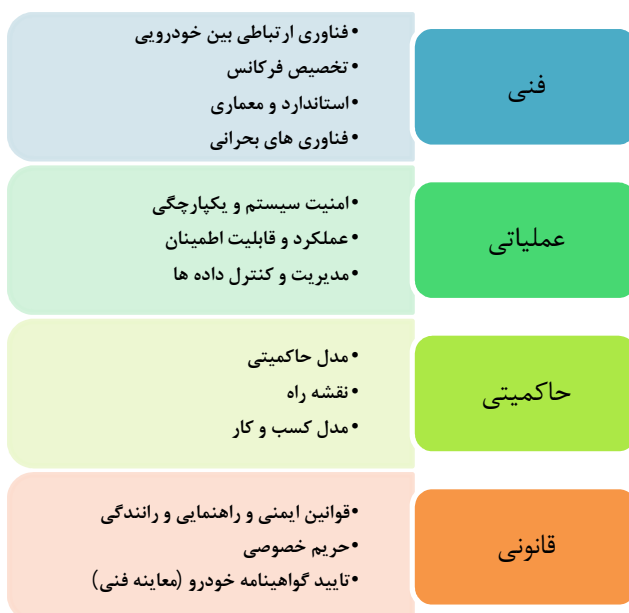 فنی
•فناوری ارتباطی بین خودرویی
•تخصیص فرکانس
•استاندارد و معماری
•فناوری های بحرانی
عملیاتی
•امنیت سیستم و یکپارچگی
•عملکرد و قابلیت اطمینان
•مدیریت و کنترل داده ها
حاکمیتی
•مدل حاکمیتی
•نقشه راه
•مدل کسب و کار
قانونی
•قوانین ایمنی و راهنمایی و رانندگی
•حریم خصوصی
•تایید گواهینامه خودرو (معاینه فنی)